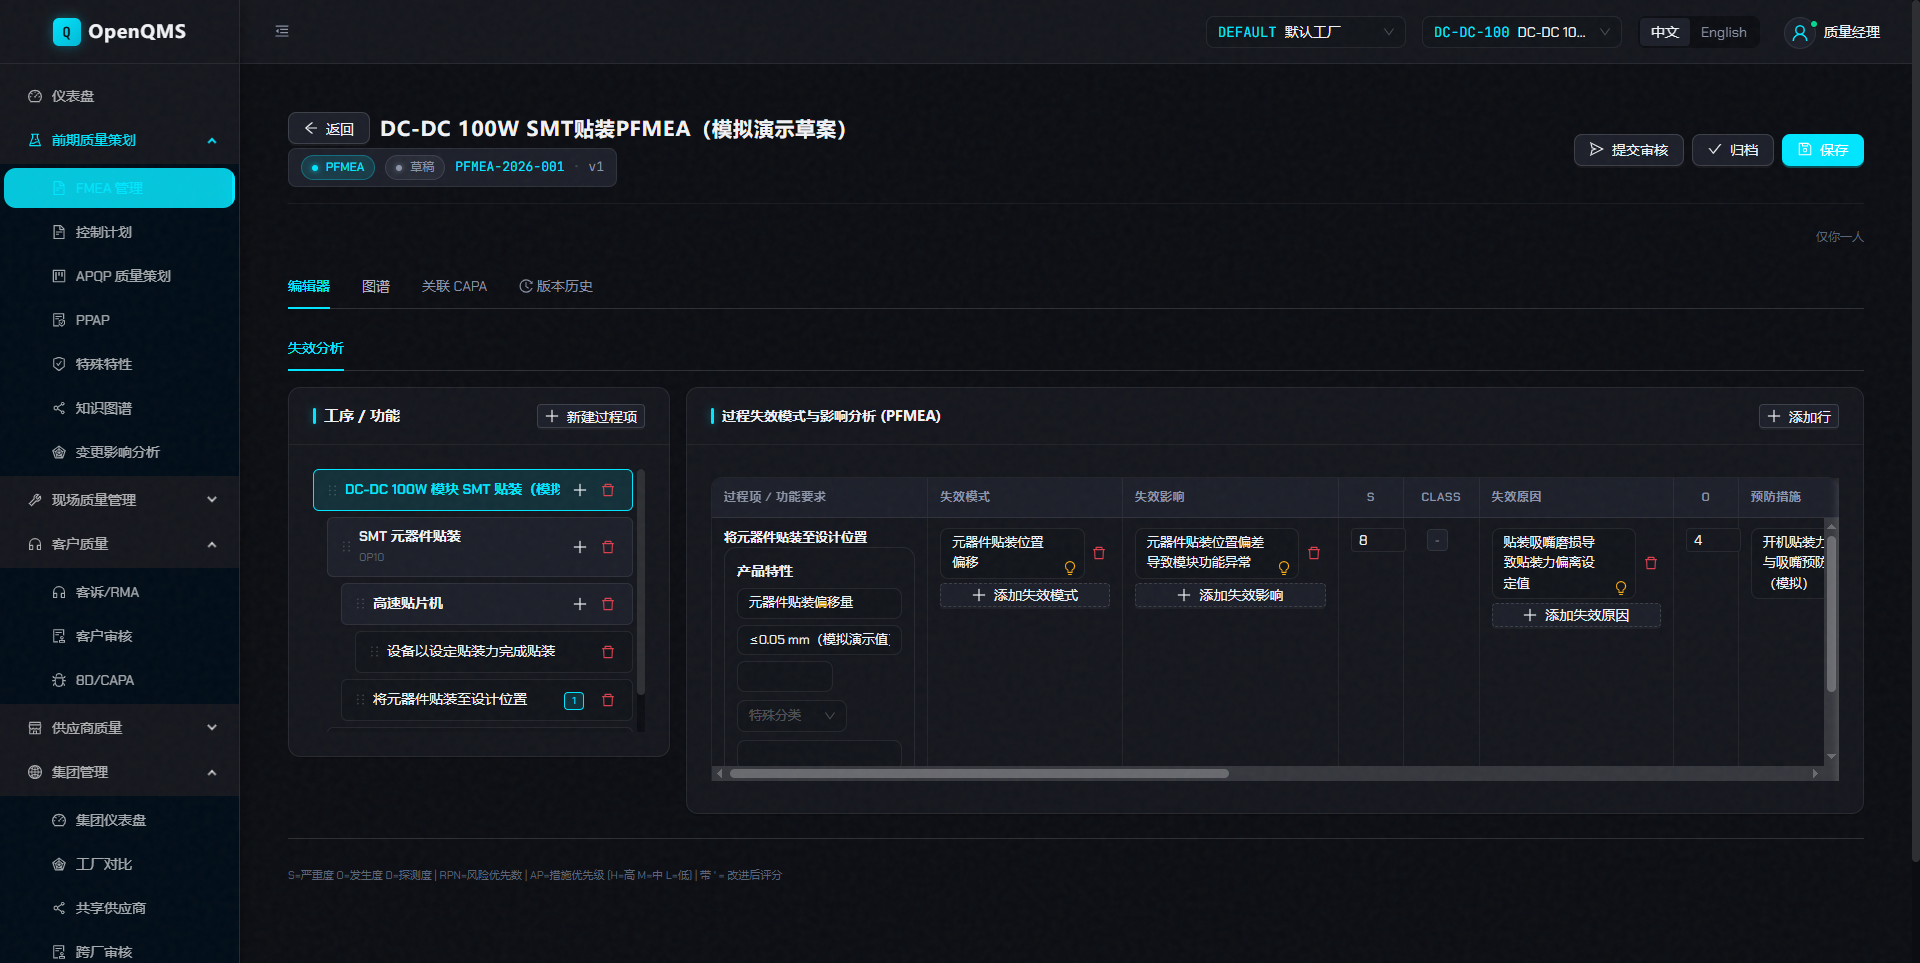 Q OpenQMS
DEFAULT 默认工厂
DC-DC-100 DC-DC 10...
中文 English
质量经理
仪表盘
前期质量策划
FMEA 管理
控制计划
APQP 质量策划
PPAP
特殊特性
知识图谱
变更影响分析
现场质量管理
客户质量
客诉/RMA
客户审核
8D/CAPA
供应商质量
集团管理
集团仪表盘
工厂对比
共享供应商
跨厂审核
返回 DC-DC 100W SMT贴装PFMEA（模拟演示草案）
PFMEA 草稿 PFMEA-2026-001 · v1
提交审核 归档 保存
仅你一人
编辑器 图谱 关联 CAPA 版本历史
失效分析
工序 / 功能 新建过程项
DC-DC 100W 模块 SMT 贴装（模拟
SMT 元器件贴装
OP10
高速贴片机
设备以设定贴装力完成贴装
将元器件贴装至设计位置 1
过程失效模式与影响分析 (PFMEA) 添加行
过程项 / 功能要求 失效模式 失效影响 S CLASS 失效原因 O 预防措施
将元器件贴装至设计位置
产品特性
元器件贴装偏移量
≤0.05 mm（模拟演示值
特殊分类
元器件贴装位置
偏移
添加失效模式
元器件贴装位置偏差
导致模块功能异常
添加失效影响
8
-
贴装吸嘴磨损导
致贴装力偏离设
定值
添加失效原因
4
开机贴装力
与吸嘴预防
（模拟）
S=严重度 O=发生度 D=探测度 | RPN=风险优先数 | AP=措施优先级 (H=高 M=中 L=低) | 带 ' = 改进后评分